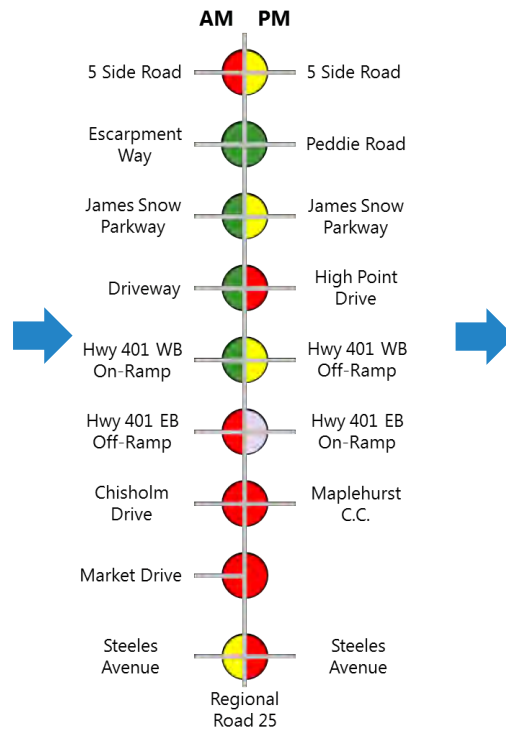 AM PM
5 Side Road
5 Side Road
Escarpment
Way
Peddie Road
James Snow
Parkway
James Snow
Parkway
Driveway
High Point
Drive
Hwy 401 WB
On-Ramp
Hwy 401 WB
Off-Ramp
Hwy 401 EB
Off-Ramp
Hwy 401 EB
On-Ramp
Chisholm
Drive
Maplehurst
C.C.
Market Drive
Steeles
Avenue
Steeles
Avenue
Regional
Road 25